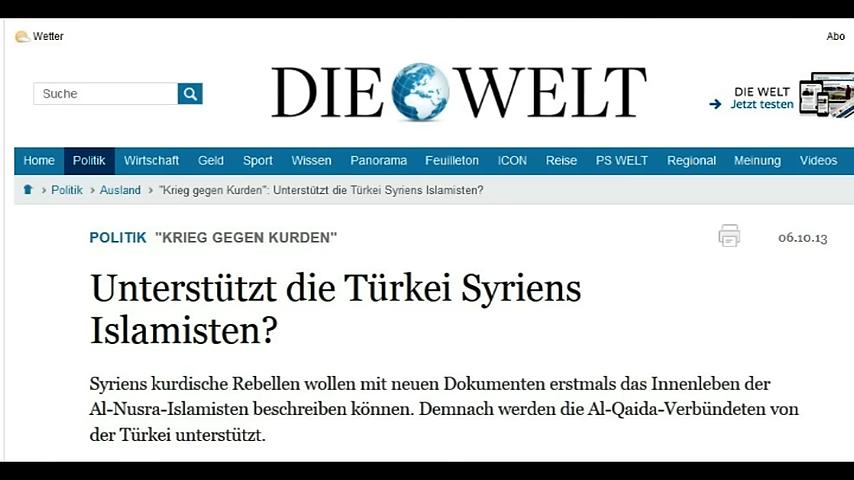 Wetter
Abo
Suche
DIE WELT
DIE WELT
Jetzt testen
Home Politik Wirtschaft Geld Sport Wissen Panorama Feuilleton ICON Reise PS WELT Regional Meinung Videos
Politik > Ausland > "Krieg gegen Kurden": Unterstützt die Türkei Syriens Islamisten?
POLITIK "KRIEG GEGEN KURDEN"
06.10.13
Unterstützt die Türkei Syriens
Islamisten?
Syriens kurdische Rebellen wollen mit neuen Dokumenten erstmals das Innenleben der
Al-Nusra-Islamisten beschreiben können. Demnach werden die Al-Qaida-Verbündeten von
der Türkei unterstützt.